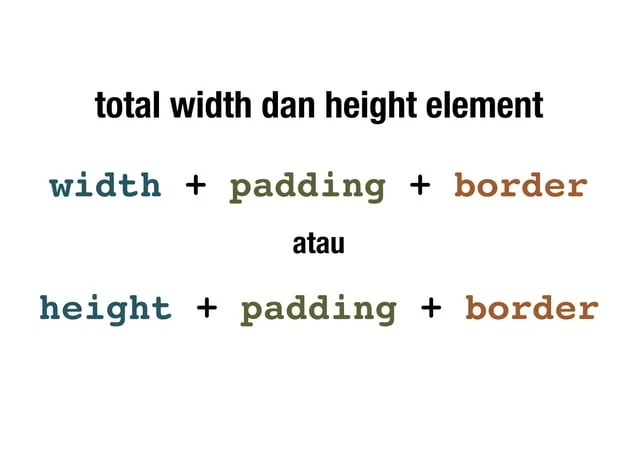 total width dan height element
width + padding + border
atau
height + padding + border